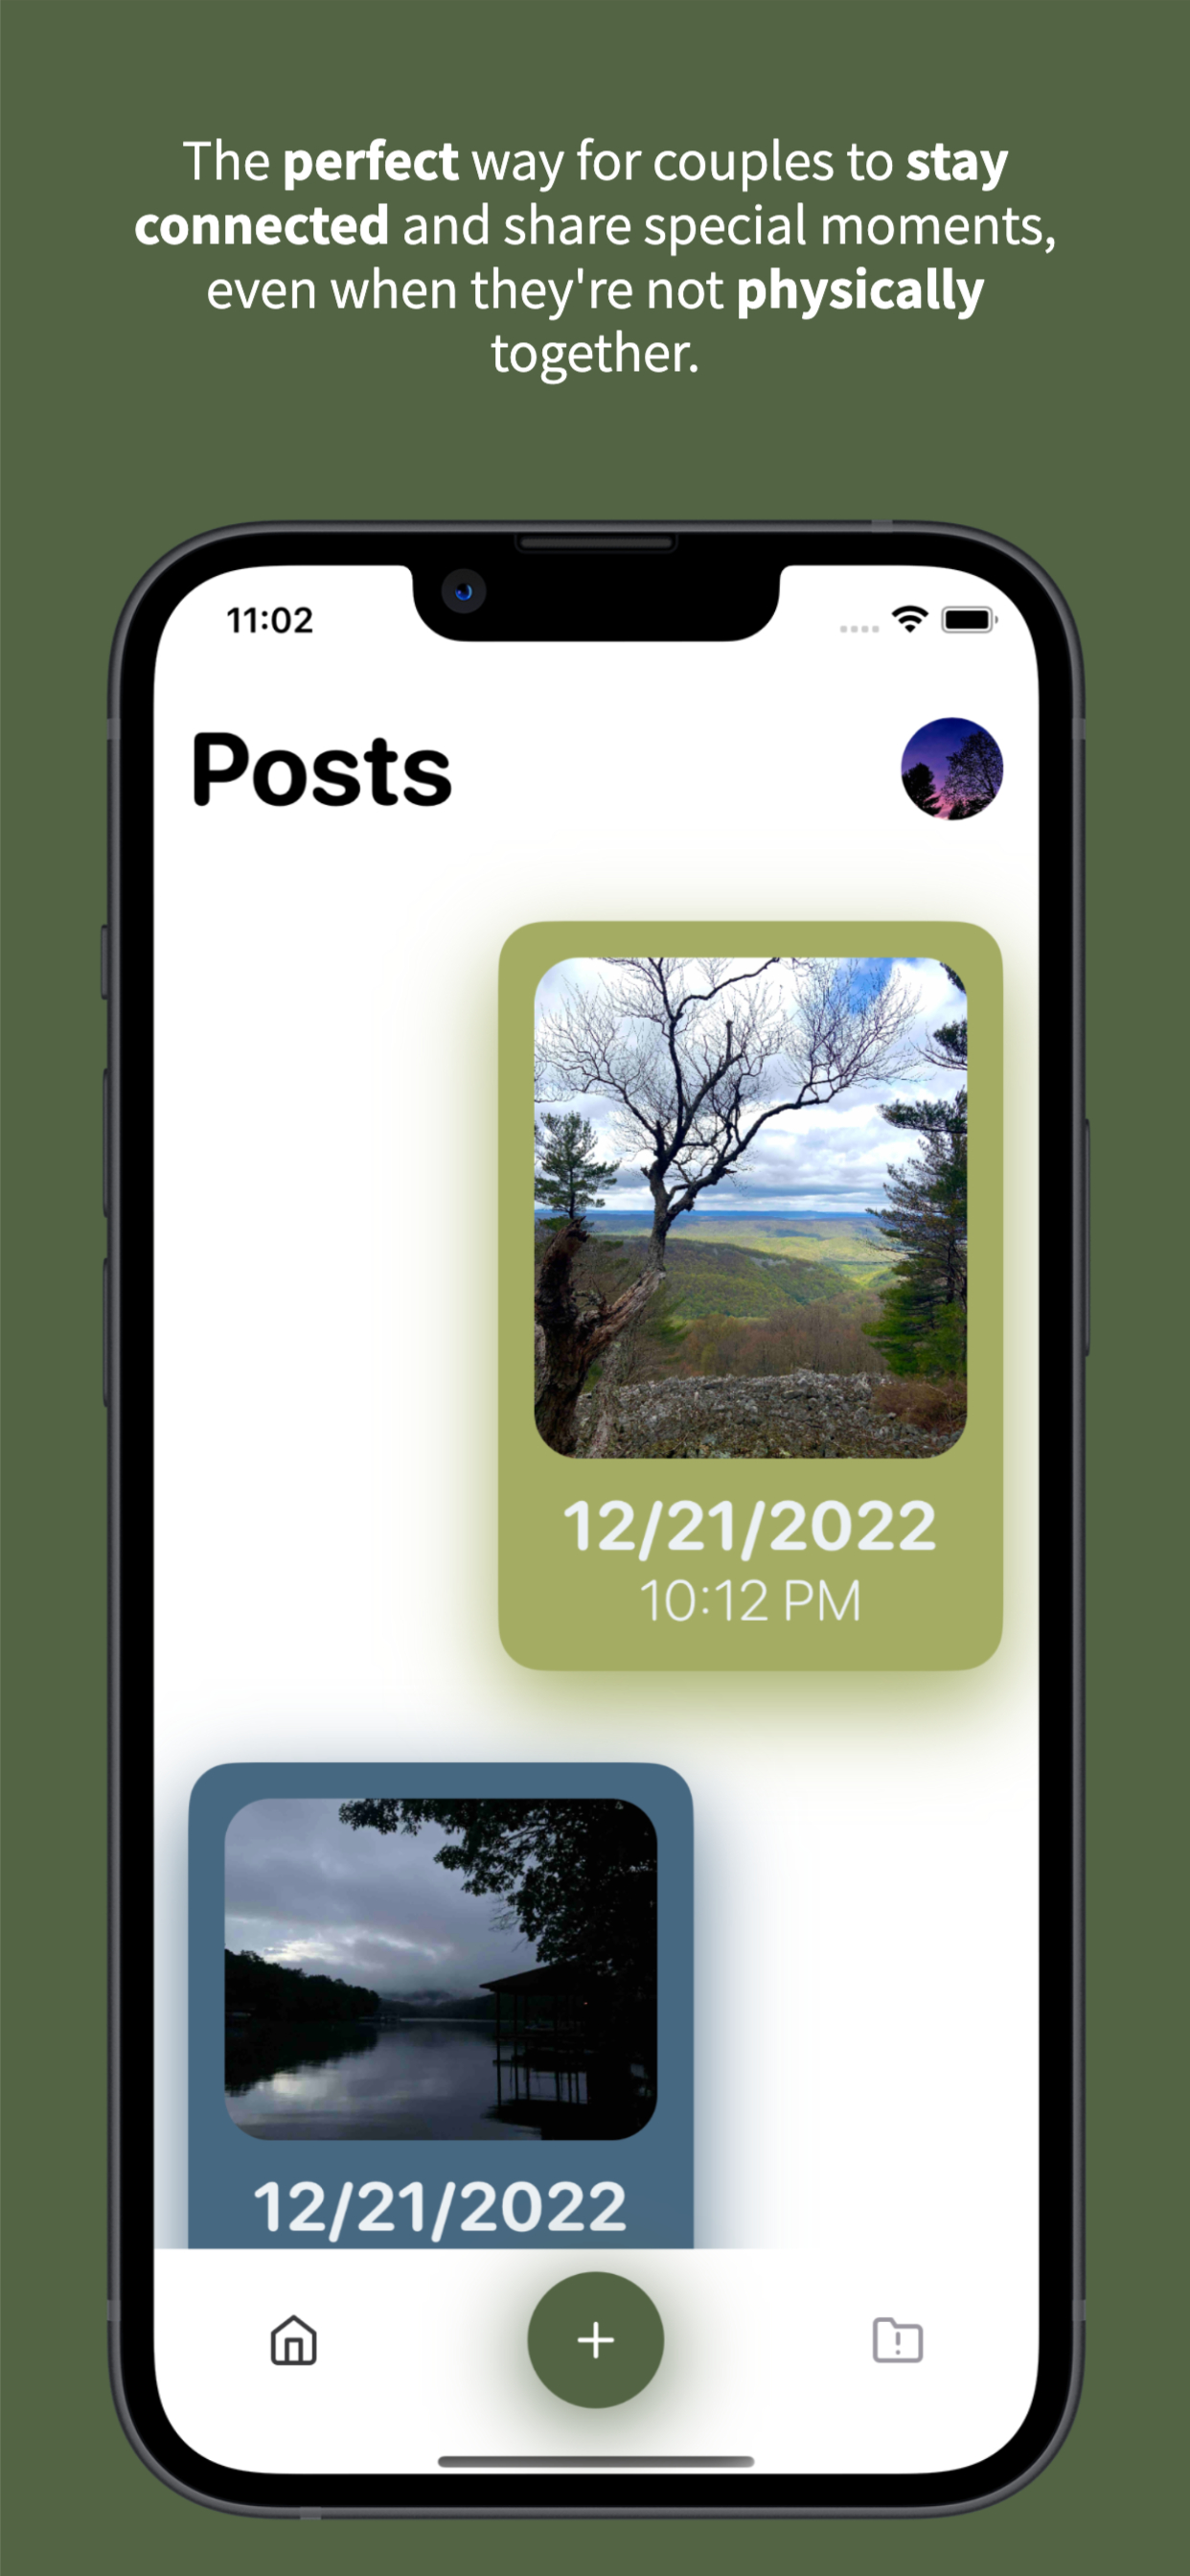 The perfect way for couples to stay
connected and share special moments,
even when they're not physically
together.
11:02
Posts
12/21/2022
10:12 PM
12/21/2022